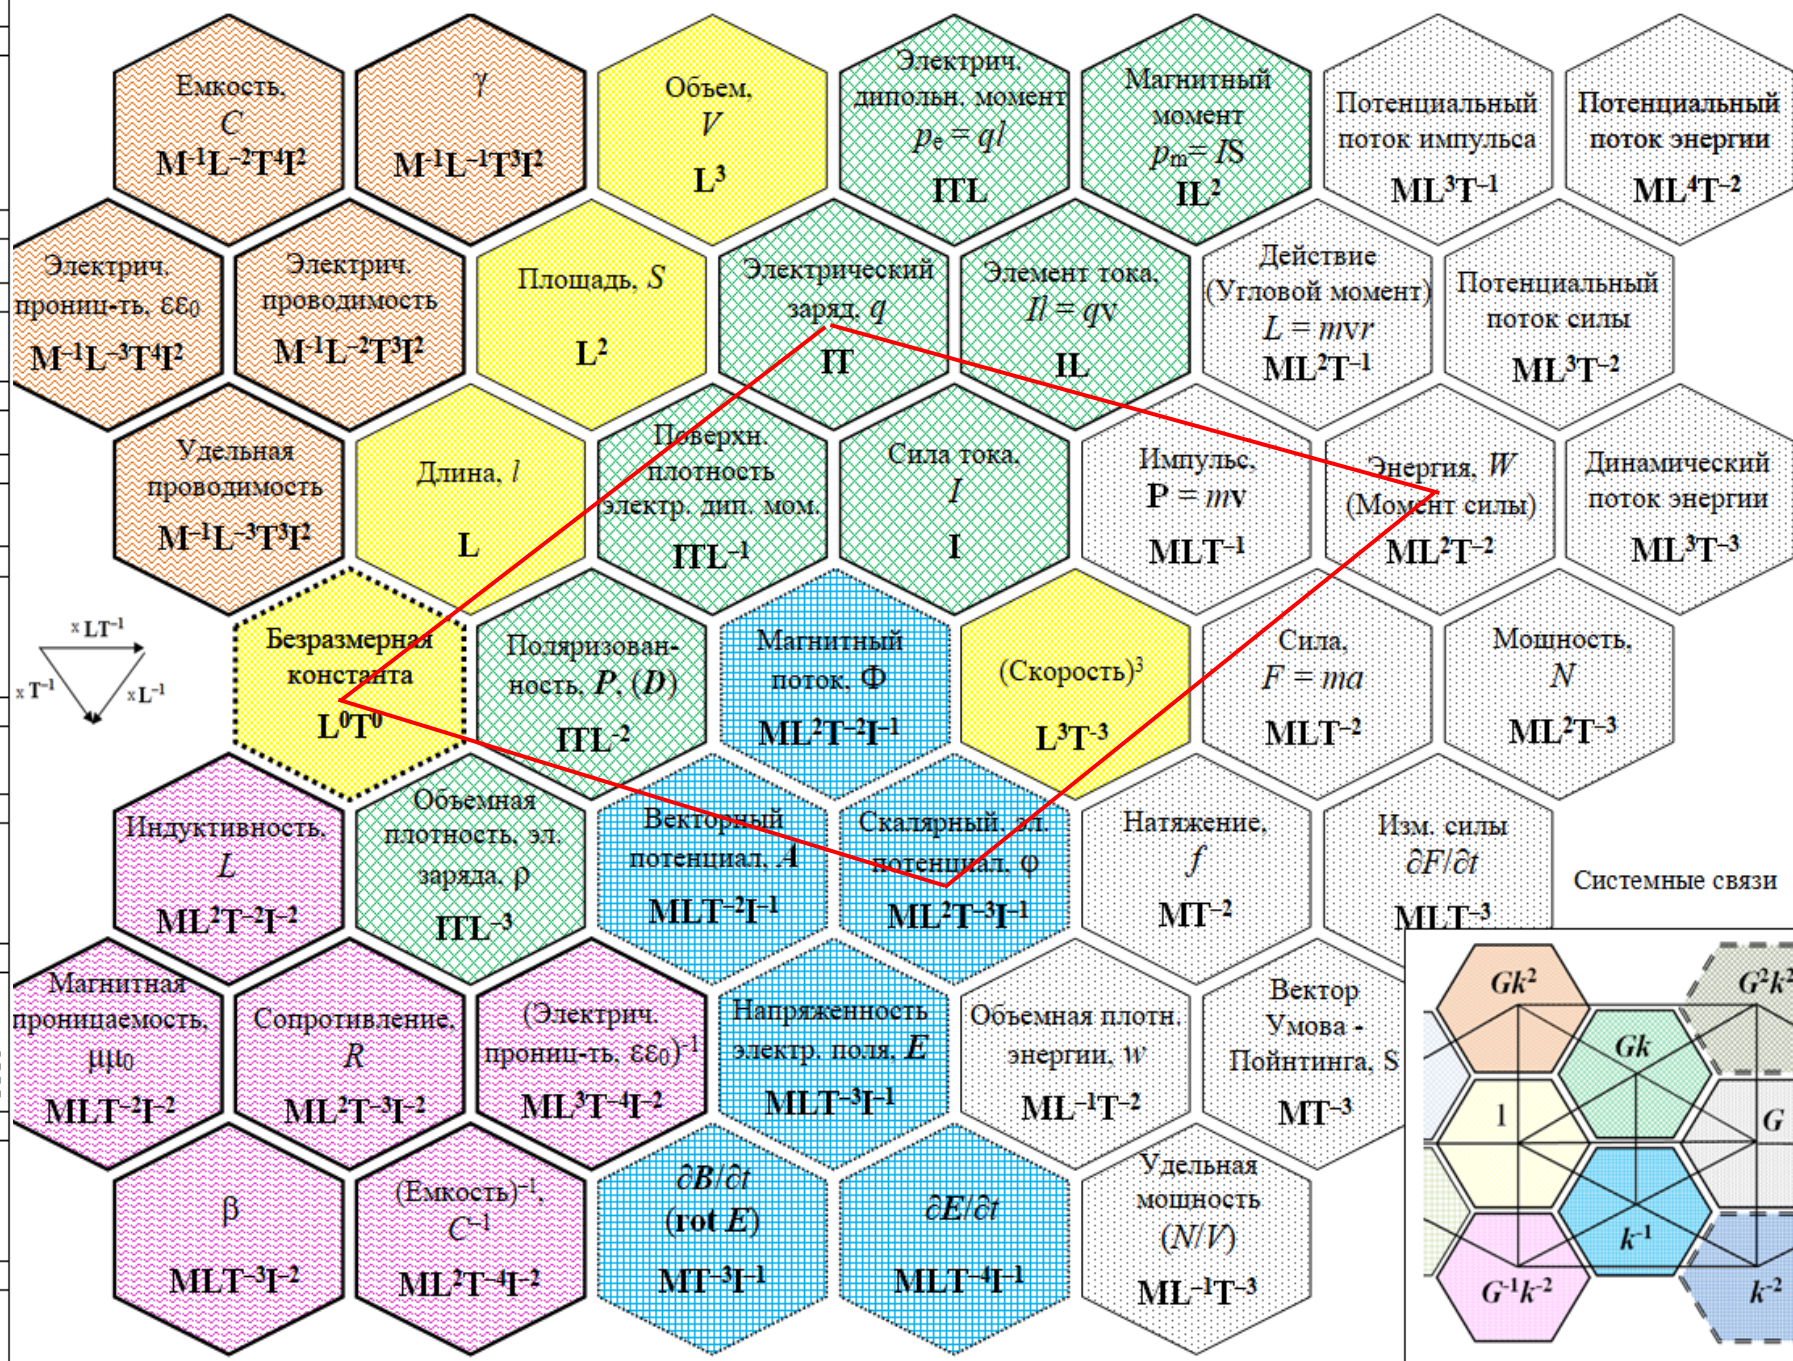 Емкость,
C
M⁻¹L⁻²T⁴I²
γ
M⁻¹L⁻¹T³I²
Объем,
V
L³
Электрич.
дипольн. момент
pₑ = ql
ITL
Магнитный
момент
pₘ= IS
IL²
Потенциальный
поток импульса
ML³T⁻¹
Потенциальный
поток энергии
ML⁴T⁻²
Электрич.
прониц-ть, εε₀
M⁻¹L⁻³T⁴I²
Электрич.
проводимость
M⁻¹L⁻²T³I²
Площадь, S
L²
Электрический
заряд, q
IT
Элемент тока,
Il = qv
IL
Действие
(Угловой момент)
L = mvr
ML²T⁻¹
Потенциальный
поток силы
ML³T⁻²
Удельная
проводимость
M⁻¹L⁻³T³I²
Длина, l
L
Поверхн.
плотность
электр. дип. мом.
ITL⁻¹
Сила тока,
I
I
Импульс,
P = mv
MLT⁻¹
Энергия, W
(Момент силы)
ML²T⁻²
Динамический
поток энергии
ML³T⁻³
x LT⁻¹
x T⁻¹
x L⁻¹
Безразмерная
константа
L⁰T⁰
Поляризован-
ность, P, (D)
ITL⁻²
Магнитный
поток, Φ
ML²T⁻²I⁻¹
(Скорость)³
L³T⁻³
Сила,
F = ma
MLT⁻²
Мощность,
N
ML²T⁻³
Индуктивность,
L
ML²T⁻²I⁻²
Объемная
плотность, эл.
заряда, ρ
ITL⁻³
Векторный
потенциал, A
MLT⁻²I⁻¹
Скалярный, эл.
потенциал, φ
ML²T⁻³I⁻¹
Натяжение,
f
MT⁻²
Изм. силы
∂F/∂t
MLT⁻³
Системные связи
Магнитная
проницаемость,
μμ₀
MLT⁻²I⁻²
Сопротивление,
R
ML²T⁻³I⁻²
(Электрич.
прониц-ть, εε₀)⁻¹
ML³T⁻⁴I⁻²
Напряженность
электр. поля, E
MLT⁻³I⁻¹
Объемная плотн.
энергии, w
ML⁻¹T⁻²
Вектор
Умова -
Пойнтинга, S
MT⁻³
β
MLT⁻³I⁻²
(Емкость)⁻¹,
C⁻¹
ML²T⁻⁴I⁻²
∂B/∂t
(rot E)
MT⁻³I⁻¹
∂E/∂t
MLT⁻⁴I⁻¹
Удельная
мощность
(N/V)
ML⁻¹T⁻³
Gk²
G²k²
Gk
1
G
k⁻¹
G⁻¹k⁻²
k⁻²